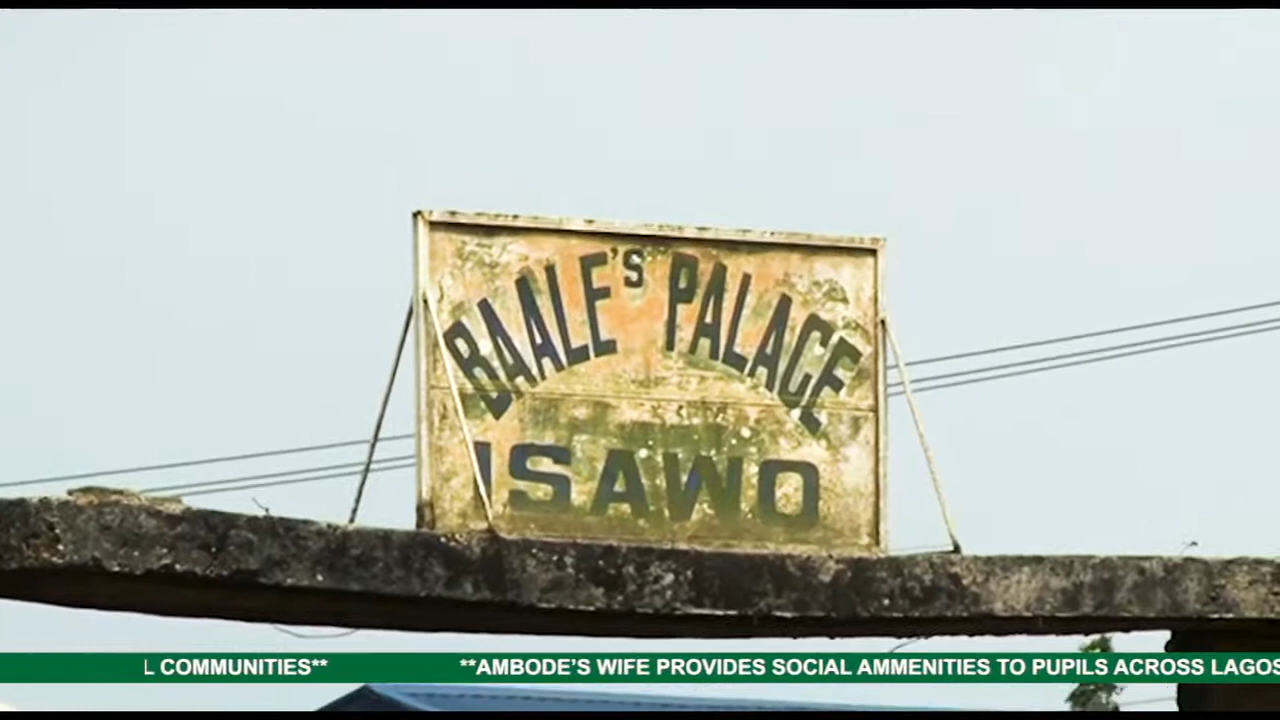 BAALE'S PALACE
ISAWO
L COMMUNITIES** **AMBODE'S WIFE PROVIDES SOCIAL AMMENITIES TO PUPILS ACROSS LAGOS